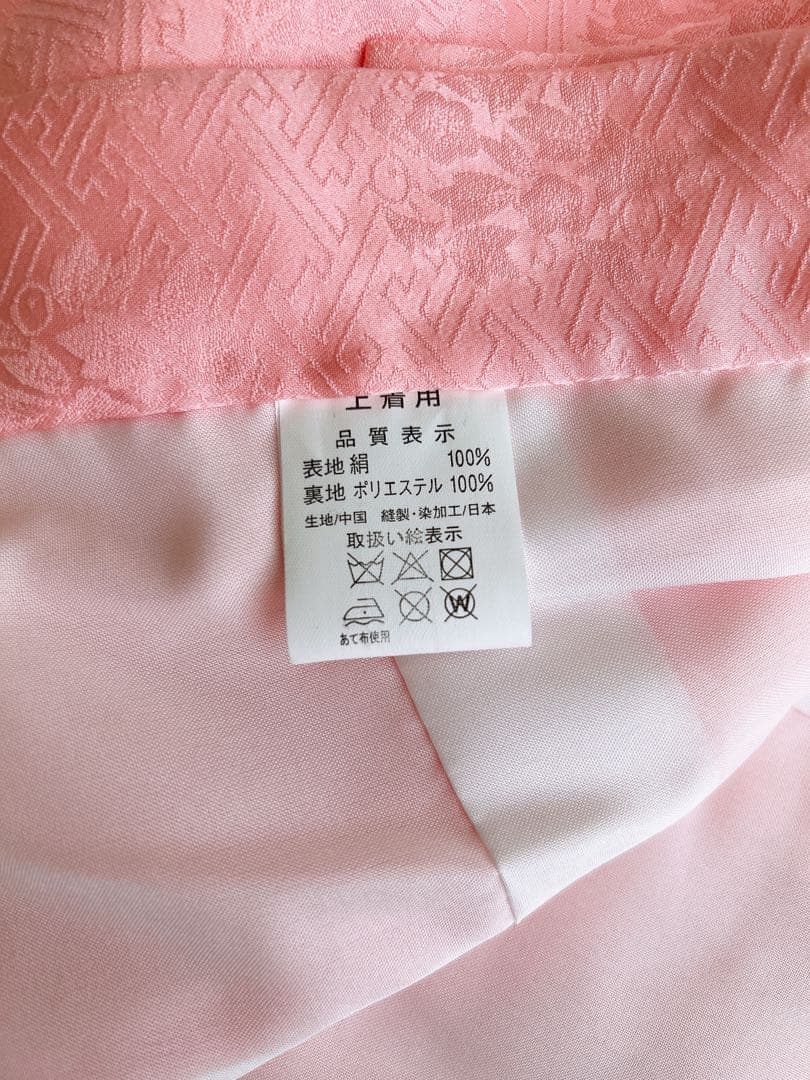 上着用
品質表示
表地 絹 100%
裏地 ポリエステル 100%
生地/中国 縫製・染加工/日本
取扱い絵表示
W
あて布使用